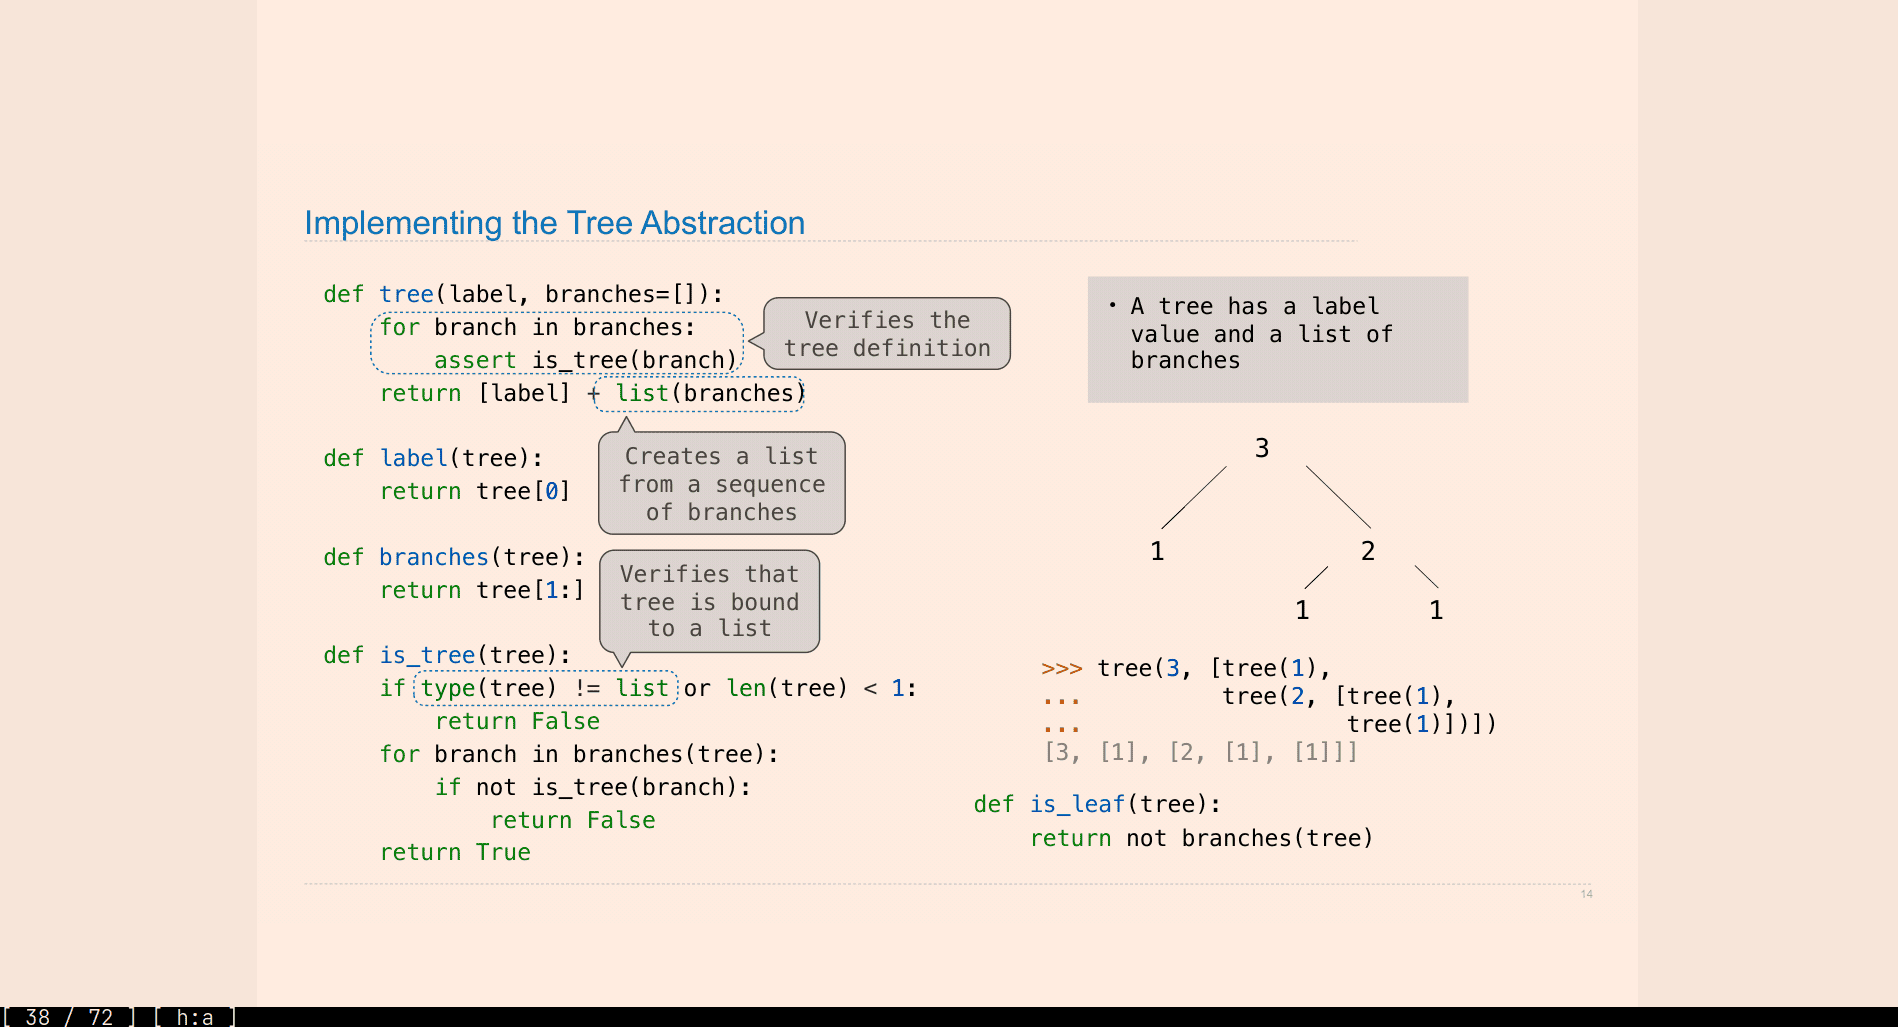 Implementing the Tree Abstraction
def tree(label, branches=[]):
    for branch in branches:
        assert is_tree(branch)
    return [label] + list(branches)
Verifies the
tree definition
Creates a list
from a sequence
of branches
def label(tree):
    return tree[0]
def branches(tree):
    return tree[1:]
Verifies that
tree is bound
to a list
def is_tree(tree):
    if type(tree) != list or len(tree) < 1:
        return False
    for branch in branches(tree):
        if not is_tree(branch):
            return False
    return True
• A tree has a label
value and a list of
branches
3
1 2
1 1
>>> tree(3, [tree(1),
...          tree(2, [tree(1),
...                   tree(1)])])
[3, [1], [2, [1], [1]]]
def is_leaf(tree):
    return not branches(tree)
14
[ 38 / 72 ] [ h:a ]